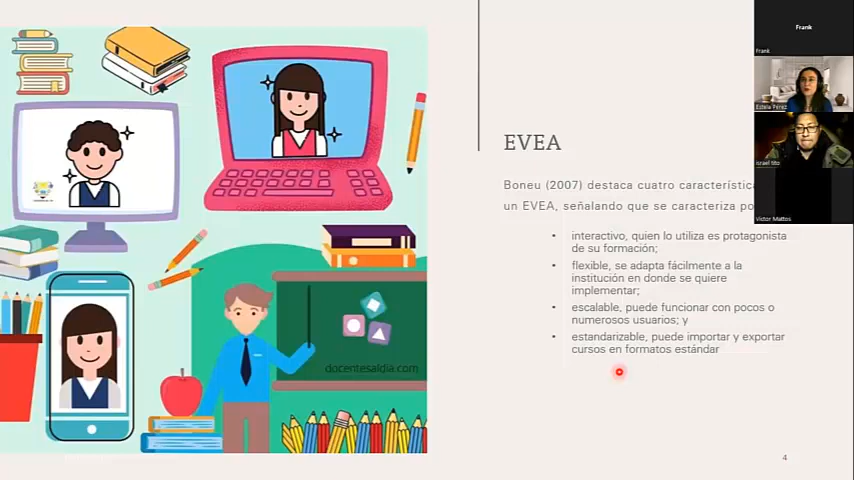 Frank
Frank
Estela Pérez
Israel Sito
Victor Mattos
EVEA
Boneu (2007) destaca cuatro característica
un EVEA, señalando que se caracteriza po
• interactivo, quien lo utiliza es protagonista
de su formación;
• flexible, se adapta fácilmente a la
institución en donde se quiere
implementar;
• escalable, puede funcionar con pocos o
numerosos usuarios; y
• estandarizable, puede importar y exportar
cursos en formatos estándar
docentesaldia.com
4